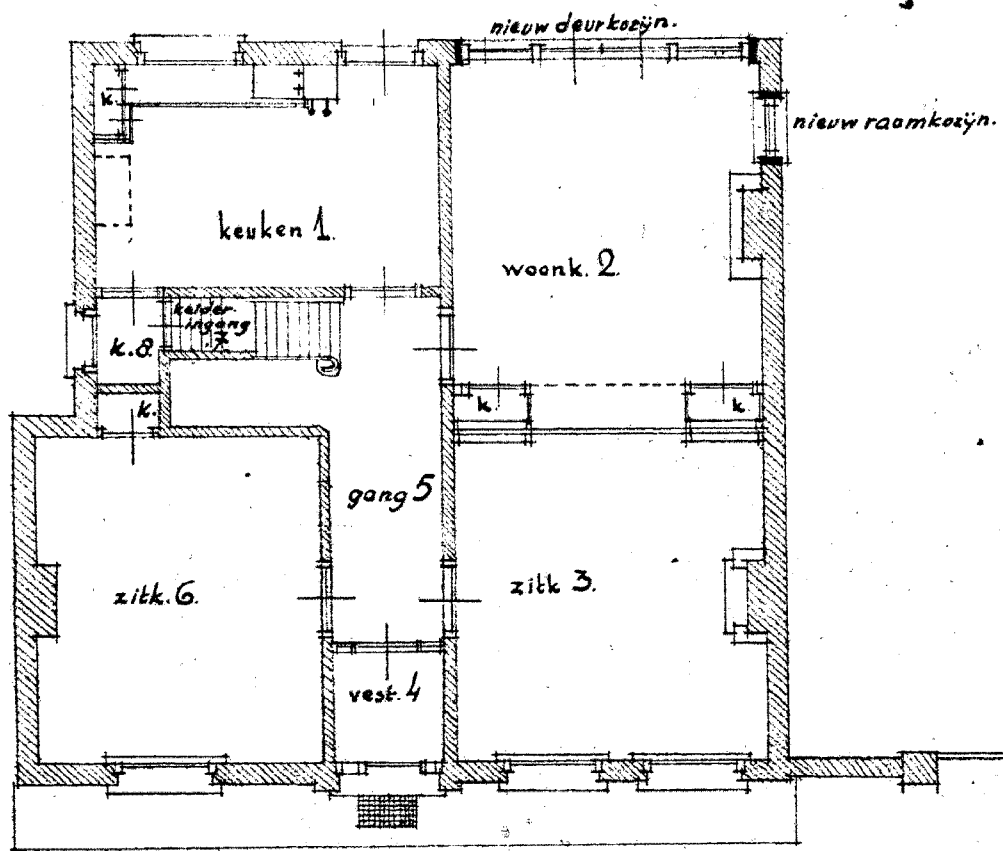 nieuw deurkozijn.
k.
nieuw raamkozijn.
keuken 1.
woonk. 2.
kelder-
ingang
7
k. 8.
k.
k.
k.
gang 5
zitk. 6.
zitk 3.
vest. 4